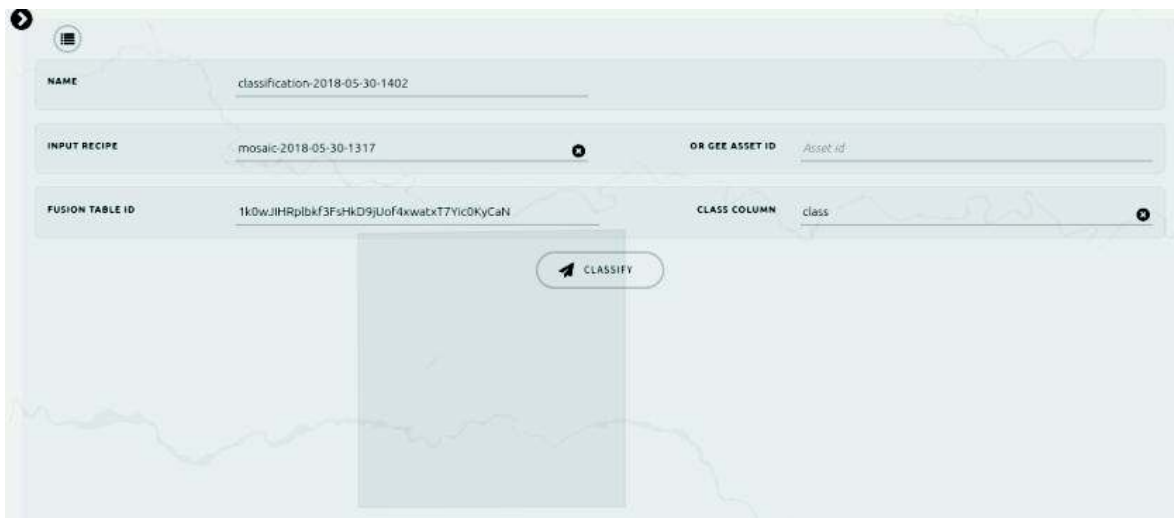 NAME classification-2018-05-30-1402
INPUT RECIPE mosaic-2018-05-30-1317 OR GEE ASSET ID Asset id
FUSION TABLE ID 1k0wJIHRplbkf3FsHkD9jUof4xwatxT7Yic0KyCaN CLASS COLUMN class
CLASSIFY